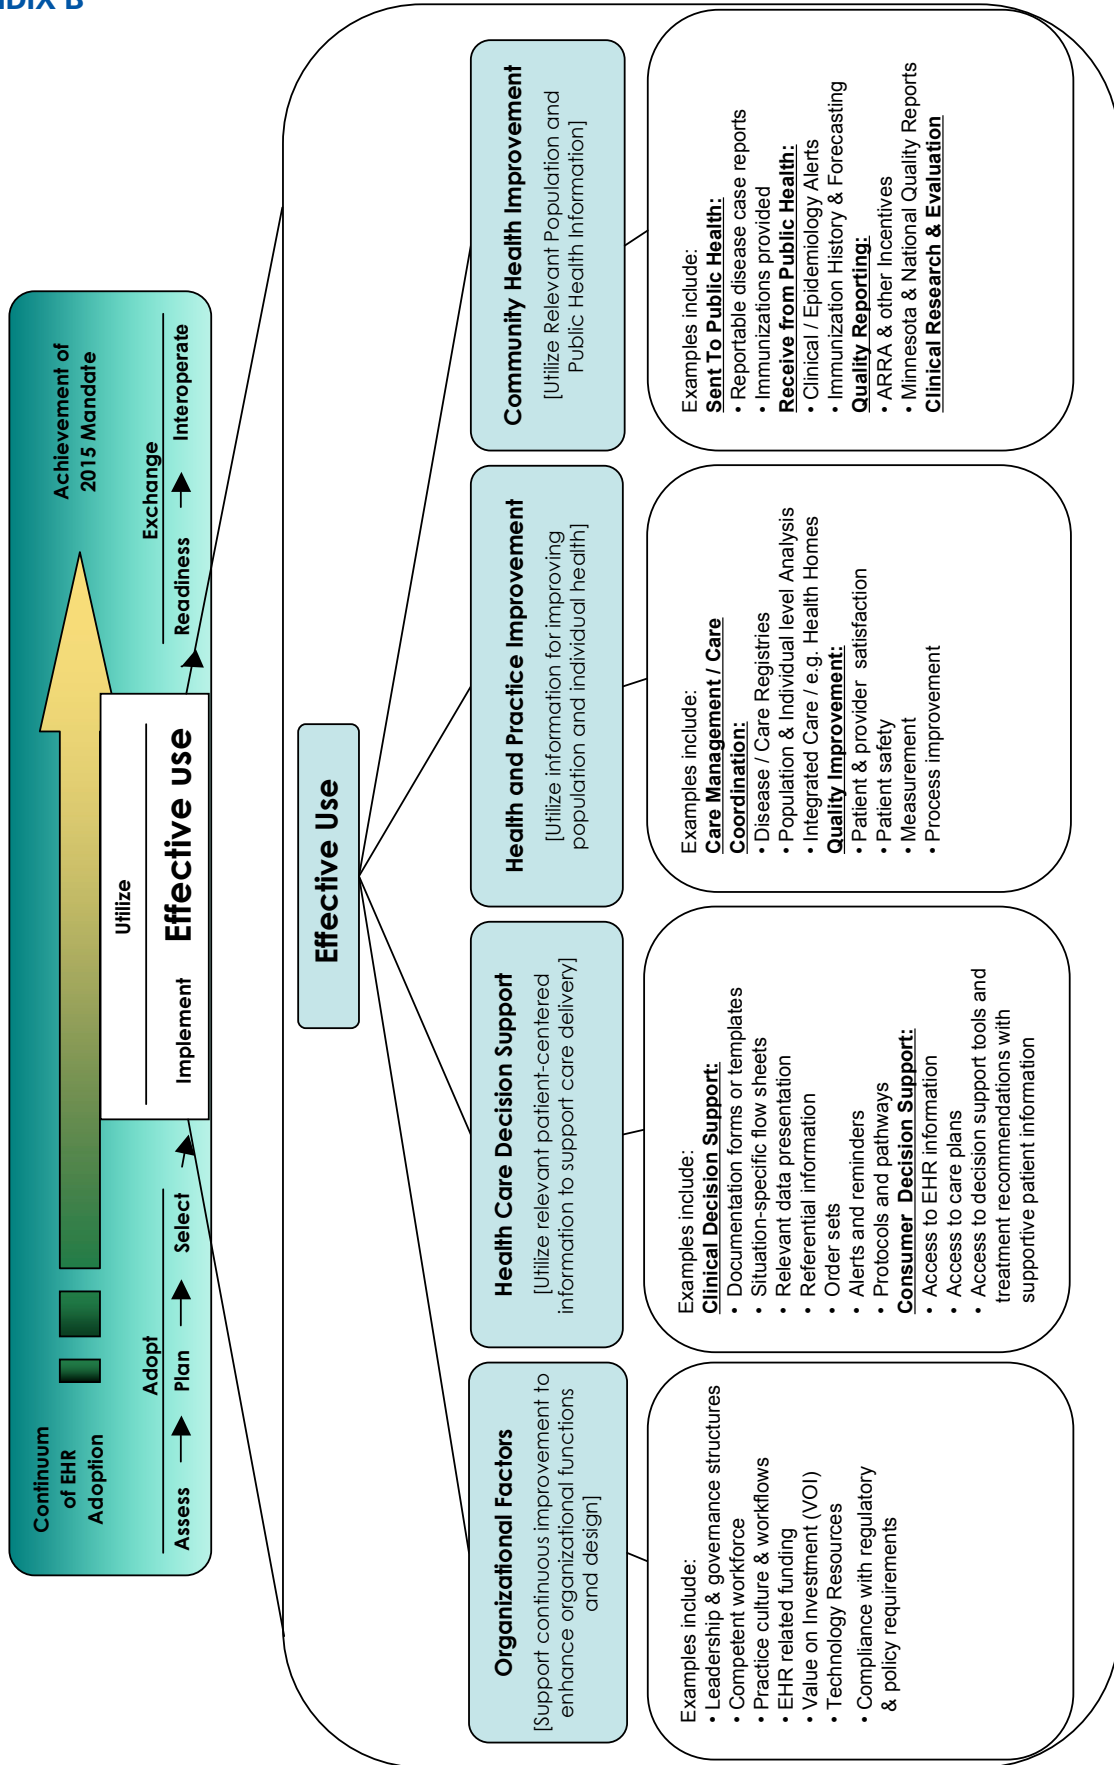 NDIX B
Continuum
of EHR
Adoption
Achievement of
2015 Mandate
Adopt
Assess
Plan
Select
Utilize
Implement
Effective use
Exchange
Readiness
Interoperate
Effective Use
Organizational Factors
[Support continuous improvement to
enhance organizational functions
and design]
Examples include:
• Leadership & governance structures
• Competent workforce
• Practice culture & workflows
• EHR related funding
• Value on Investment (VOI)
• Technology Resources
• Compliance with regulatory
& policy requirements
Health Care Decision Support
[Utilize relevant patient-centered
information to support care delivery]
Examples include:
Clinical Decision Support:
• Documentation forms or templates
• Situation-specific flow sheets
• Relevant data presentation
• Referential information
• Order sets
• Alerts and reminders
• Protocols and pathways
Consumer Decision Support:
• Access to EHR information
• Access to care plans
• Access to decision support tools and
treatment recommendations with
supportive patient information
Health and Practice Improvement
[Utilize information for improving
population and individual health]
Examples include:
Care Management / Care
Coordination:
• Disease / Care Registries
• Population & Individual level Analysis
• Integrated Care / e.g. Health Homes
Quality Improvement:
• Patient & provider satisfaction
• Patient safety
• Measurement
• Process improvement
Community Health Improvement
[Utilize Relevant Population and
Public Health Information]
Examples include:
Sent To Public Health:
• Reportable disease case reports
• Immunizations provided
Receive from Public Health:
• Clinical / Epidemiology Alerts
• Immunization History & Forecasting
Quality Reporting:
• ARRA & other Incentives
• Minnesota & National Quality Reports
Clinical Research & Evaluation